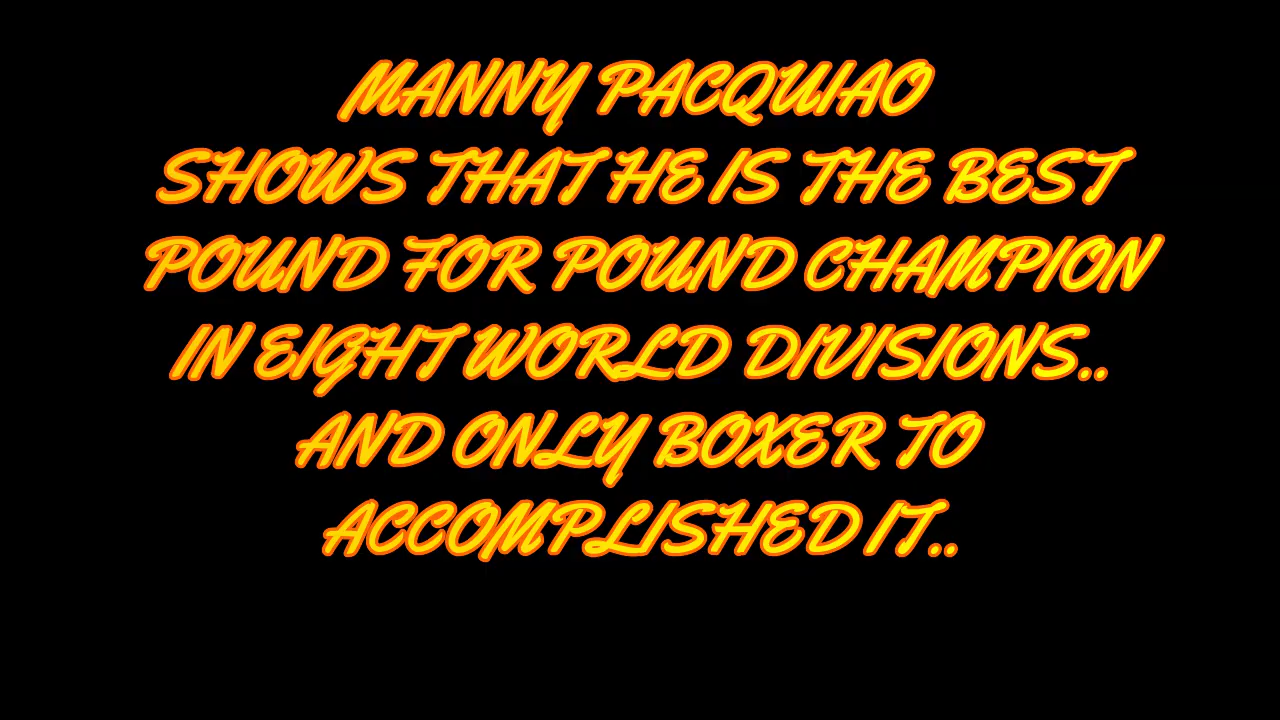 MANNY PACQUIAO
SHOWS THAT HE IS THE BEST
POUND FOR POUND CHAMPION
IN EIGHT WORLD DIVISIONS..
AND ONLY BOXER TO
ACCOMPLISHED IT..